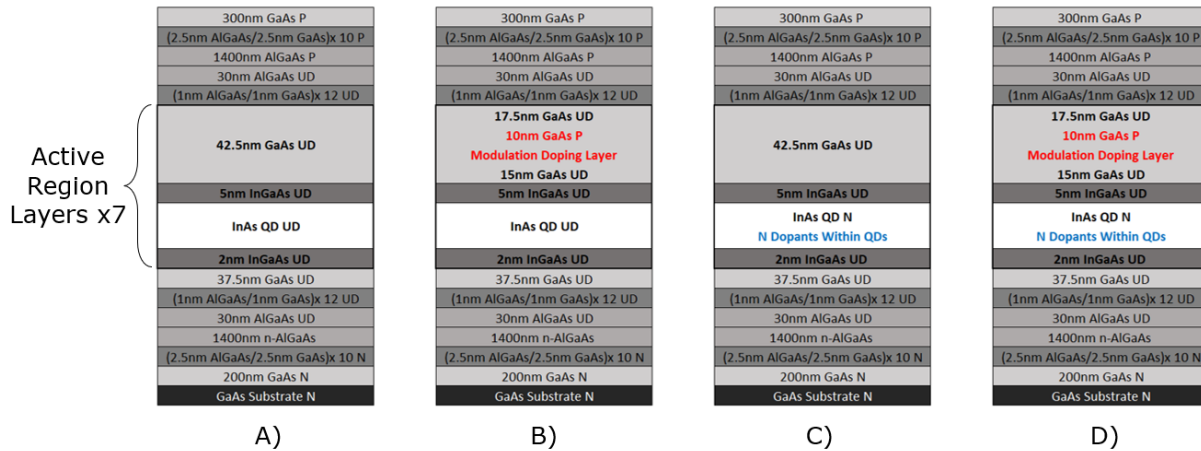 Active
Region
Layers x7
300nm GaAs P
(2.5nm AlGaAs/2.5nm GaAs)x 10 P
1400nm AlGaAs P
30nm AlGaAs UD
(1nm AlGaAs/1nm GaAs)x 12 UD
42.5nm GaAs UD
5nm InGaAs UD
InAs QD UD
2nm InGaAs UD
37.5nm GaAs UD
(1nm AlGaAs/1nm GaAs)x 12 UD
30nm AlGaAs UD
1400nm n-AlGaAs
(2.5nm AlGaAs/2.5nm GaAs)x 10 N
200nm GaAs N
GaAs Substrate N
A)
300nm GaAs P
(2.5nm AlGaAs/2.5nm GaAs)x 10 P
1400nm AlGaAs P
30nm AlGaAs UD
(1nm AlGaAs/1nm GaAs)x 12 UD
17.5nm GaAs UD
10nm GaAs P
Modulation Doping Layer
15nm GaAs UD
5nm InGaAs UD
InAs QD UD
2nm InGaAs UD
37.5nm GaAs UD
(1nm AlGaAs/1nm GaAs)x 12 UD
30nm AlGaAs UD
1400nm n-AlGaAs
(2.5nm AlGaAs/2.5nm GaAs)x 10 N
200nm GaAs N
GaAs Substrate N
B)
300nm GaAs P
(2.5nm AlGaAs/2.5nm GaAs)x 10 P
1400nm AlGaAs P
30nm AlGaAs UD
(1nm AlGaAs/1nm GaAs)x 12 UD
42.5nm GaAs UD
5nm InGaAs UD
InAs QD N
N Dopants Within QDs
2nm InGaAs UD
37.5nm GaAs UD
(1nm AlGaAs/1nm GaAs)x 12 UD
30nm AlGaAs UD
1400nm n-AlGaAs
(2.5nm AlGaAs/2.5nm GaAs)x 10 N
200nm GaAs N
GaAs Substrate N
C)
300nm GaAs P
(2.5nm AlGaAs/2.5nm GaAs)x 10 P
1400nm AlGaAs P
30nm AlGaAs UD
(1nm AlGaAs/1nm GaAs)x 12 UD
17.5nm GaAs UD
10nm GaAs P
Modulation Doping Layer
15nm GaAs UD
5nm InGaAs UD
InAs QD N
N Dopants Within QDs
2nm InGaAs UD
37.5nm GaAs UD
(1nm AlGaAs/1nm GaAs)x 12 UD
30nm AlGaAs UD
1400nm n-AlGaAs
(2.5nm AlGaAs/2.5nm GaAs)x 10 N
200nm GaAs N
GaAs Substrate N
D)